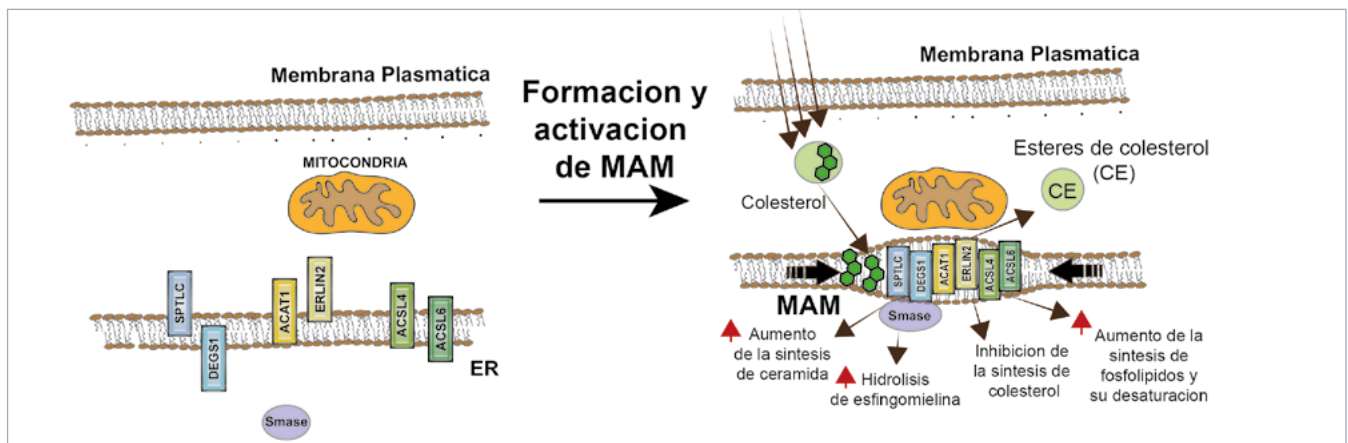 Membrana Plasmatica
MITOCONDRIA
SPTLC
DEGS1
ACAT1
ERLIN2
ACSL4
ACSL6
ER
Smase
Formacion y
activacion
de MAM
Membrana Plasmatica
Colesterol
Esteres de colesterol
(CE)
CE
SPTLC
DEGS1
ACAT1
ERLIN2
ACSL4
ACSL6
MAM
Smase
Aumento
de la sintesis
de ceramida
Hidrolisis
de esfingomielina
Inhibicion de
la sintesis de
colesterol
Aumento de la
sintesis de
fosfolipidos y
su desaturacion